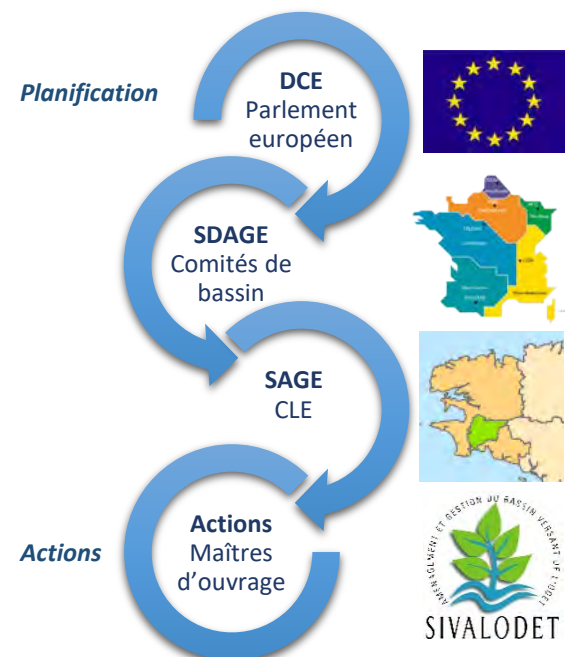 Planification
DCE
Parlement
européen
SDAGE
Comités de
bassin
SAGE
CLE
Actions
Actions
Maîtres
d’ouvrage
AMÉNAGEMENT ET GESTION DU BASSIN VERSANT DE L'ODET
SIVALODET